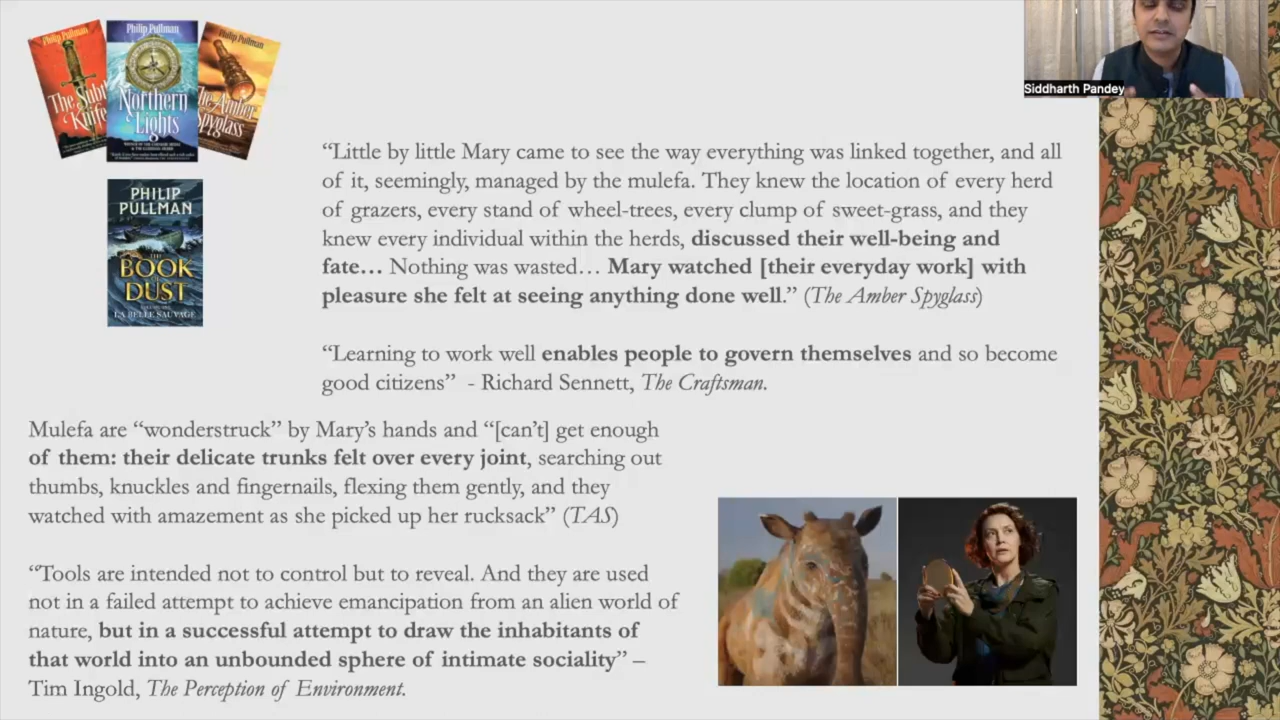 Philip Pullman
The Subt
Knife
Philip Pullman
Northern
Lights
Philip Pullman
The Amber
Spyglass
Siddharth Pandey
PHILIP
PULLMAN
THE
BOOK
OF
DUST
LA BELLE SAUVAGE
“Little by little Mary came to see the way everything was linked together, and all
of it, seemingly, managed by the mulefa. They knew the location of every herd
of grazers, every stand of wheel-trees, every clump of sweet-grass, and they
knew every individual within the herds, discussed their well-being and
fate… Nothing was wasted… Mary watched [their everyday work] with
pleasure she felt at seeing anything done well.” (The Amber Spyglass)
“Learning to work well enables people to govern themselves and so become
good citizens” - Richard Sennett, The Craftsman.
Mulefa are “wonderstruck” by Mary’s hands and “[can’t] get enough
of them: their delicate trunks felt over every joint, searching out
thumbs, knuckles and fingernails, flexing them gently, and they
watched with amazement as she picked up her rucksack” (TAS)
“Tools are intended not to control but to reveal. And they are used
not in a failed attempt to achieve emancipation from an alien world of
nature, but in a successful attempt to draw the inhabitants of
that world into an unbounded sphere of intimate sociality” –
Tim Ingold, The Perception of Environment.